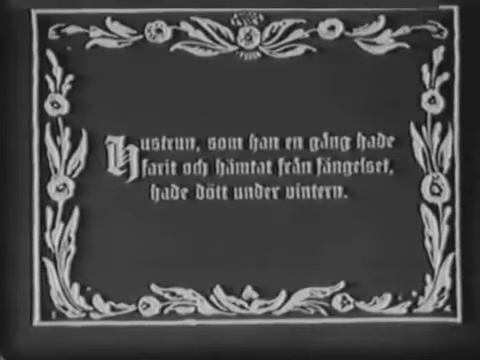 Hustrun, som han en gång hade
farit och hämtat från fängelset,
hade dött under vintern.